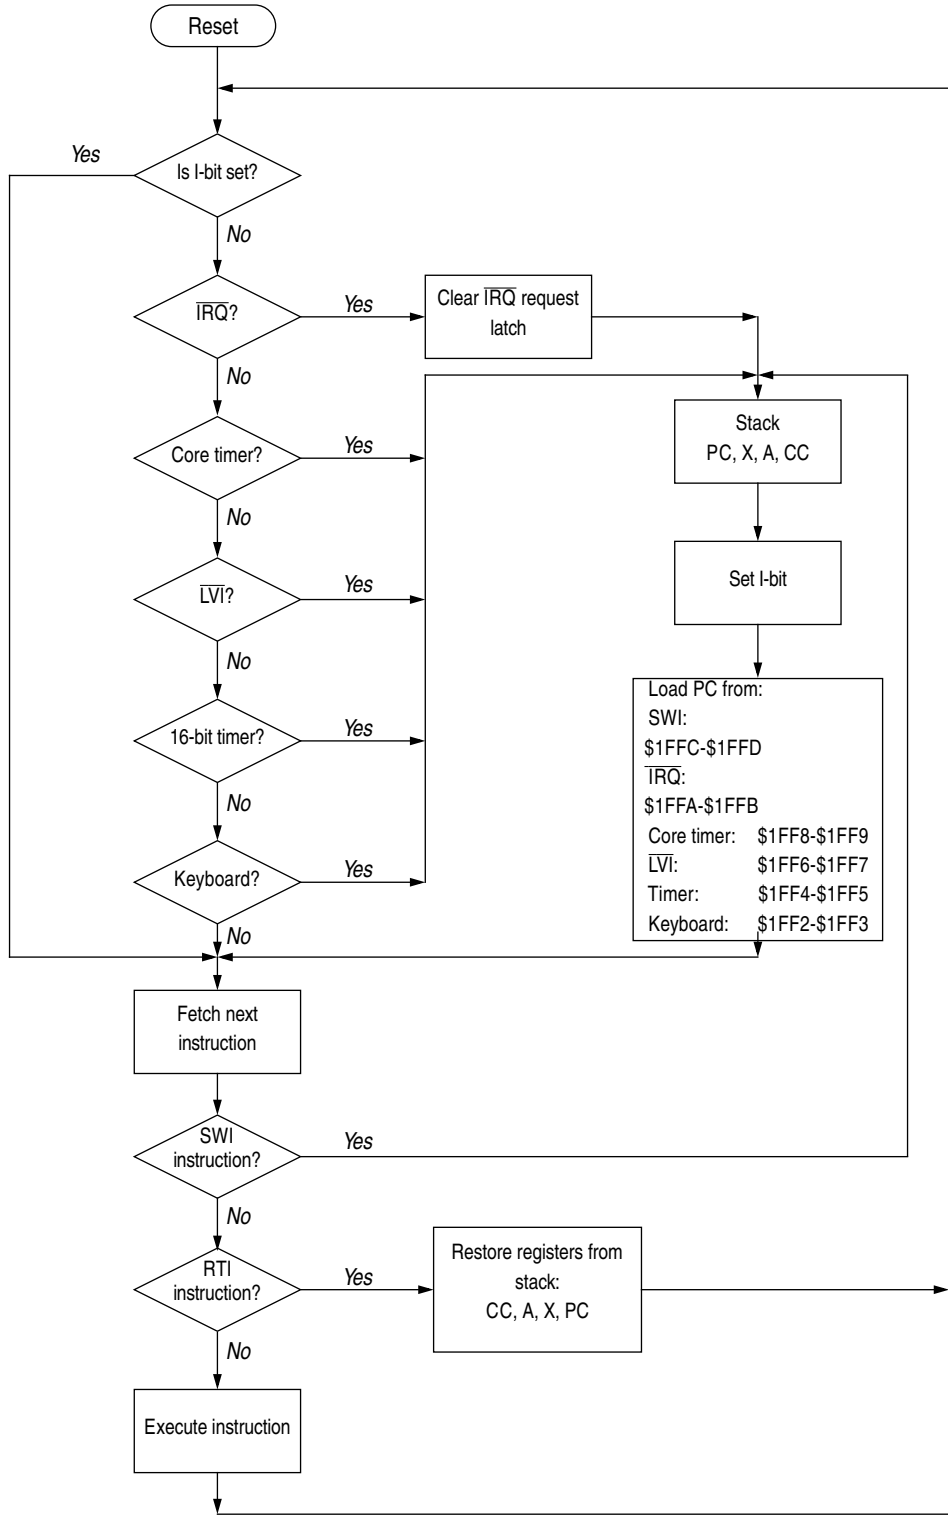 Reset
Yes
Is I-bit set?
No
IRQ?
Yes
Clear IRQ request
latch
No
Core timer?
Yes
Stack
PC, X, A, CC
No
LVI?
Yes
Set I-bit
No
16-bit timer?
Yes
Load PC from:
SWI:
$1FFC-$1FFD
IRQ:
$1FFA-$1FFB
Core timer: $1FF8-$1FF9
LVI: $1FF6-$1FF7
Timer: $1FF4-$1FF5
Keyboard: $1FF2-$1FF3
No
Keyboard?
Yes
No
Fetch next
instruction
SWI
instruction?
Yes
No
RTI
instruction?
Yes
Restore registers from
stack:
CC, A, X, PC
No
Execute instruction